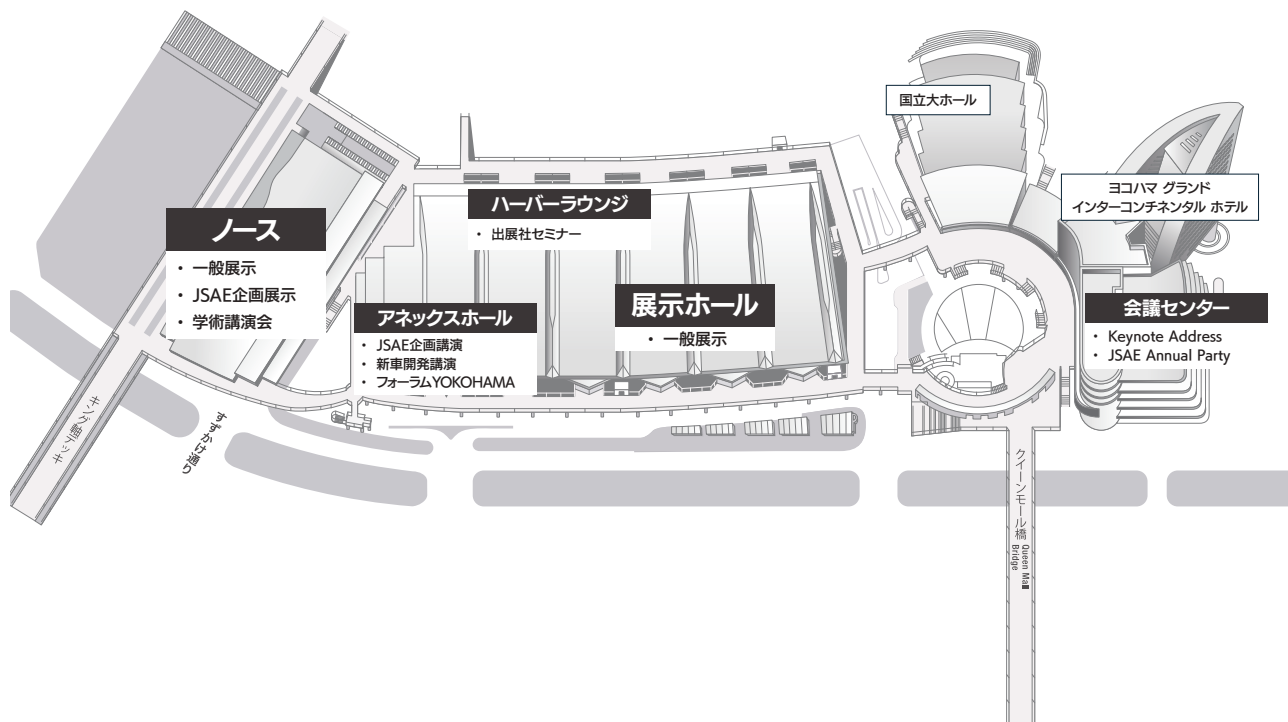 国立大ホール
ヨコハマ グランド
インターコンチネンタル ホテル
ノース
・ 一般展示
・ JSAE企画展示
・ 学術講演会
ハーバーラウンジ
・ 出展社セミナー
アネックスホール
・ JSAE企画講演
・ 新車開発講演
・ フォーラムYOKOHAMA
展示ホール
・ 一般展示
会議センター
・ Keynote Address
・ JSAE Annual Party
キング軸デッキ
すずかけ通り
クイーンモール橋
Queen Mall
Bridge